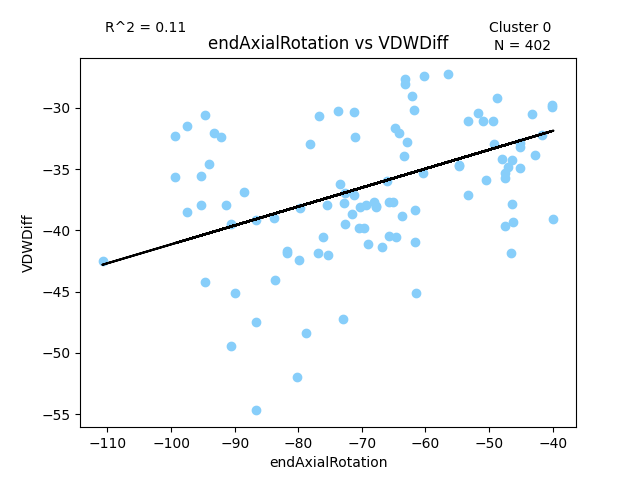 R^2 = 0.11
Cluster 0
N = 402
endAxialRotation vs VDWDiff
−30
−35
−40
−45
−50
−55
VDWDiff
−110
−100
−90
−80
−70
−60
−50
−40
endAxialRotation